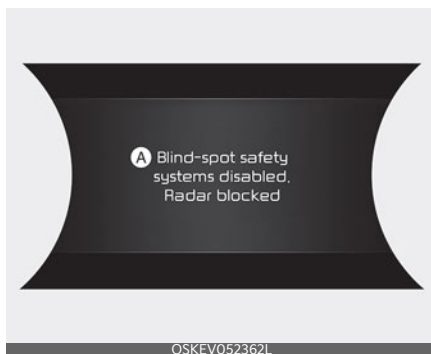 A Blind-spot safety
systems disabled,
Radar blocked
OSKEV052362L